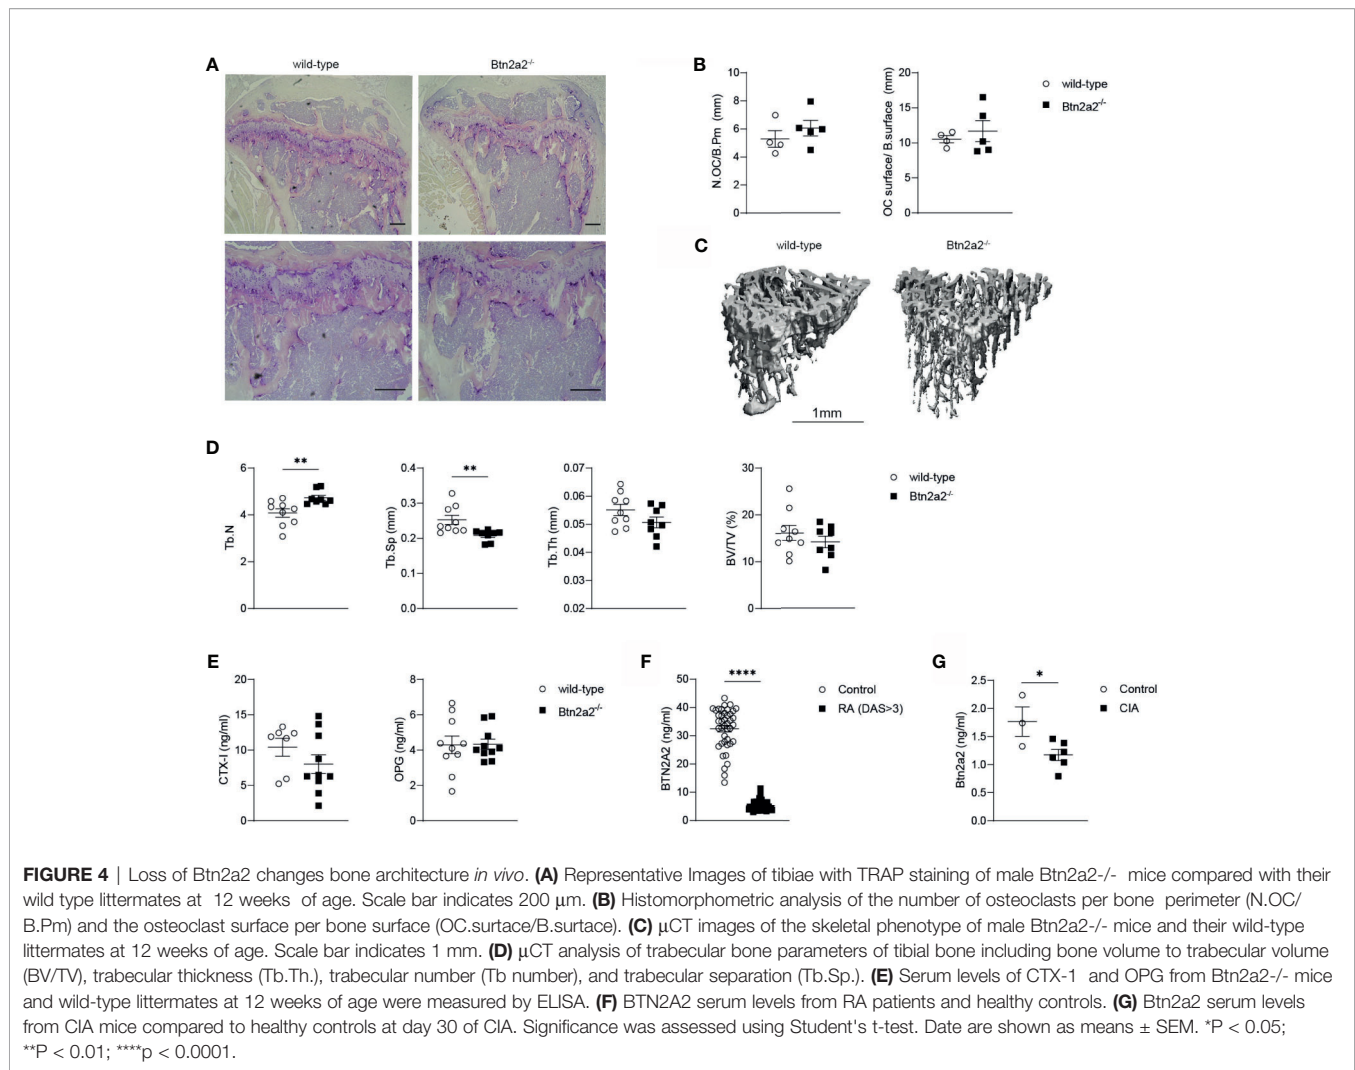 A
wild-type
Btn2a2-/-
B
10
8
6
4
2
0
N.OC/B.Pm (mm)
20
15
10
5
0
OC surface/ B.surface (mm)
wild-type
Btn2a2-/-
C
wild-type
Btn2a2-/-
1mm
D
6
4
2
0
Tb.N
**
0.4
0.3
0.2
0.1
0.0
Tb.Sp (mm)
**
0.07
0.06
0.05
0.04
0.03
0.02
Tb.Th (mm)
30
20
10
0
BV/TV (%)
wild-type
Btn2a2-/-
E
20
15
10
5
0
CTX-I (ng/ml)
8
6
4
2
0
OPG (ng/ml)
wild-type
Btn2a2-/-
F
50
40
30
20
10
0
BTN2A2 (ng/ml)
****
Control
RA (DAS>3)
G
2.5
2.0
1.5
1.0
0.5
0.0
Btn2a2 (ng/ml)
*
Control
CIA
FIGURE 4 | Loss of Btn2a2 changes bone architecture in vivo. (A) Representative Images of tibiae with TRAP staining of male Btn2a2-/- mice compared with their
wild type littermates at 12 weeks of age. Scale bar indicates 200 μm. (B) Histomorphometric analysis of the number of osteoclasts per bone perimeter (N.OC/
B.Pm) and the osteoclast surface per bone surface (OC.surtace/B.surtace). (C) μCT images of the skeletal phenotype of male Btn2a2-/- mice and their wild-type
littermates at 12 weeks of age. Scale bar indicates 1 mm. (D) μCT analysis of trabecular bone parameters of tibial bone including bone volume to trabecular volume
(BV/TV), trabecular thickness (Tb.Th.), trabecular number (Tb number), and trabecular separation (Tb.Sp.). (E) Serum levels of CTX-1 and OPG from Btn2a2-/- mice
and wild-type littermates at 12 weeks of age were measured by ELISA. (F) BTN2A2 serum levels from RA patients and healthy controls. (G) Btn2a2 serum levels
from CIA mice compared to healthy controls at day 30 of CIA. Significance was assessed using Student's t-test. Date are shown as means ± SEM. *P < 0.05;
**P < 0.01; ****p < 0.0001.